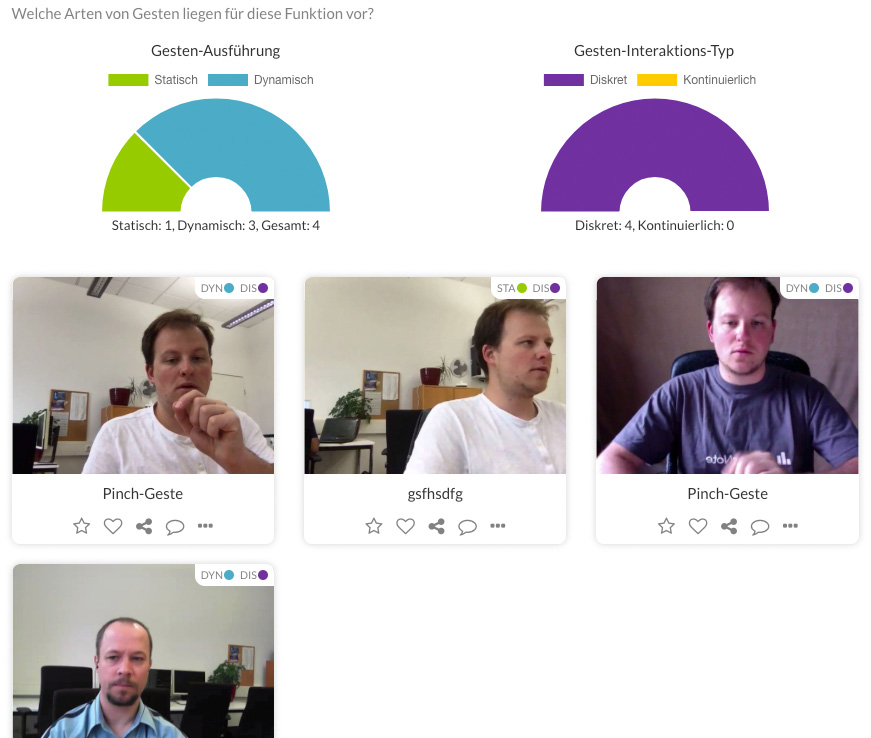 Welche Arten von Gesten liegen für diese Funktion vor?
Gesten-Ausführung
Gesten-Interaktions-Typ
Statisch Dynamisch
Diskret Kontinuierlich
Statisch: 1, Dynamisch: 3, Gesamt: 4
Diskret: 4, Kontinuierlich: 0
DYN DIS
STA DIS
DYN DIS
Pinch-Geste
gsfhsdfg
Pinch-Geste
DYN DIS